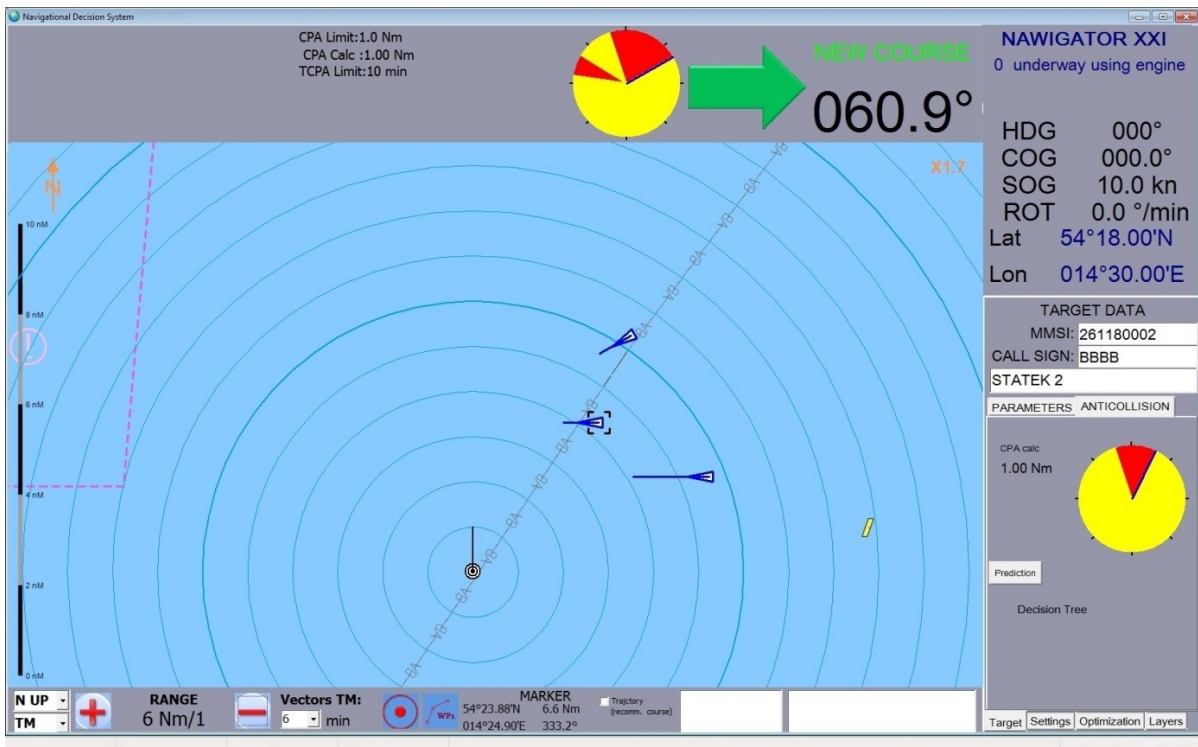 Navigational Decision System
CPA Limit:1.0 Nm
CPA Calc :1.00 Nm
TCPA Limit:10 min
NEW COURSE
060.9°
NAWIGATOR XXI
0 underway using engine
HDG 000°
COG 000.0°
SOG 10.0 kn
ROT 0.0 °/min
Lat 54°18.00'N
Lon 014°30.00'E
X1.7
N
10 nM
8 nM
6 nM
4 nM
2 nM
0 nM
TARGET DATA
MMSI: 261180002
CALL SIGN: BBBB
STATEK 2
PARAMETERS ANTICOLLISION
CPA calc
1.00 Nm
Prediction
Decision Tree
N UP
TM
RANGE
6 Nm/1
Vectors TM:
6 min
WP1
MARKER
54°23.88'N 6.6 Nm
014°24.90'E 333.2°
Trajctory
(recomm. course)
Target Settings Optimization Layers